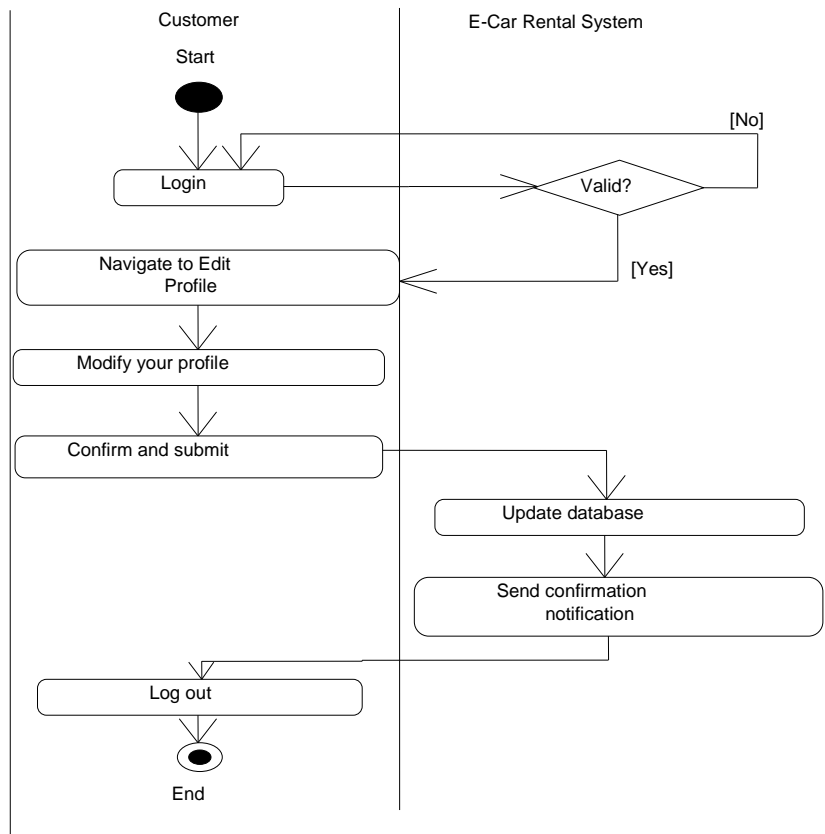 Customer
E-Car Rental System
Start
[No]
Login
Valid?
Navigate to Edit
Profile
[Yes]
Modify your profile
Confirm and submit
Update database
Send confirmation
notification
Log out
End